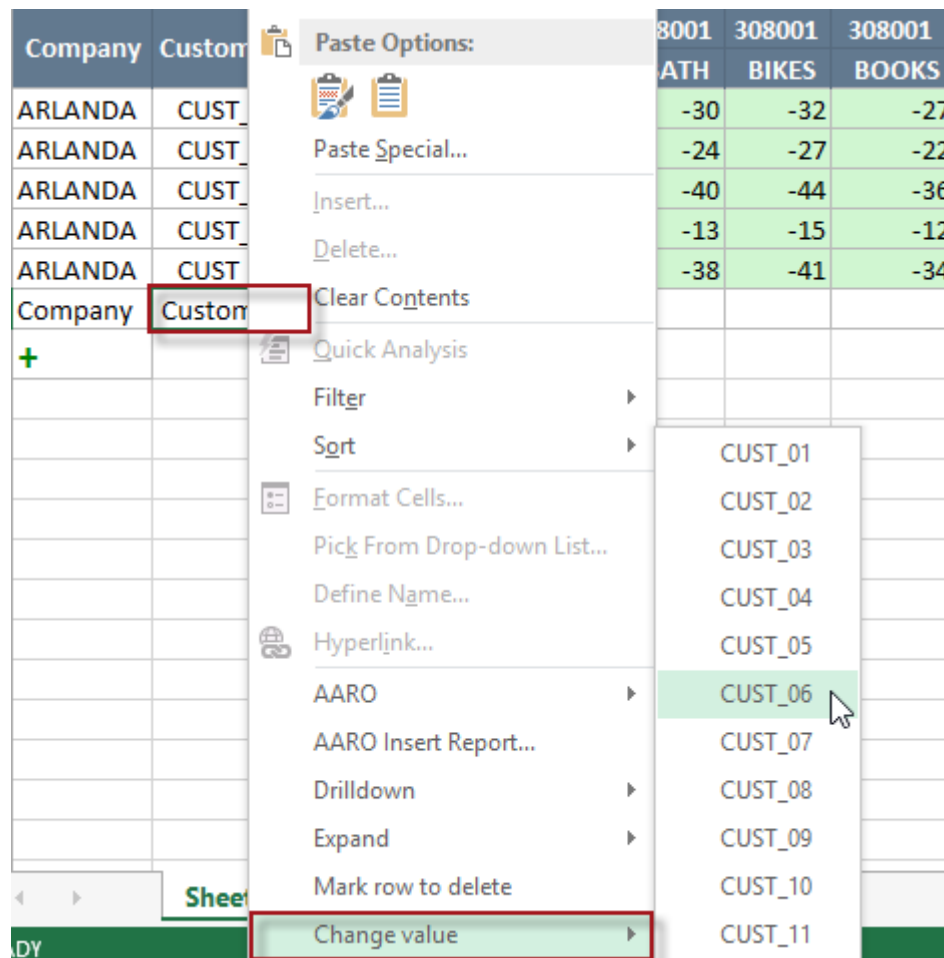 Company Custom 8001 308001 308001
ATH BIKES BOOKS
ARLANDA CUST_ -30 -32 -27
ARLANDA CUST_ -24 -27 -22
ARLANDA CUST_ -40 -44 -36
ARLANDA CUST_ -13 -15 -12
ARLANDA CUST -38 -41 -34
Company Custom
+
Paste Options:
Paste Special...
Insert...
Delete...
Clear Contents
Quick Analysis
Filter
Sort
Format Cells...
Pick From Drop-down List...
Define Name...
Hyperlink...
AARO
AARO Insert Report...
Drilldown
Expand
Mark row to delete
Change value
CUST_01
CUST_02
CUST_03
CUST_04
CUST_05
CUST_06
CUST_07
CUST_08
CUST_09
CUST_10
CUST_11
Sheet
DY